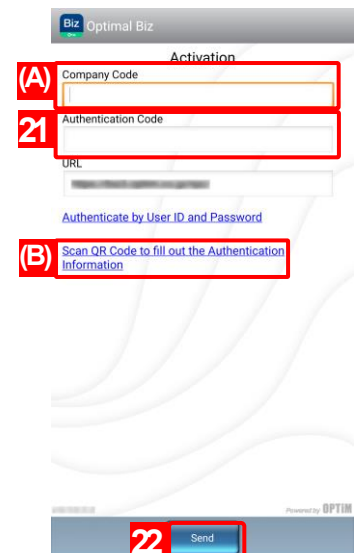 Biz Optimal Biz
Activation
(A)
Company Code
21
Authentication Code
URL
Authenticate by User ID and Password
(B)
Scan QR Code to fill out the Authentication
Information
Powered by OPTiM
22
Send